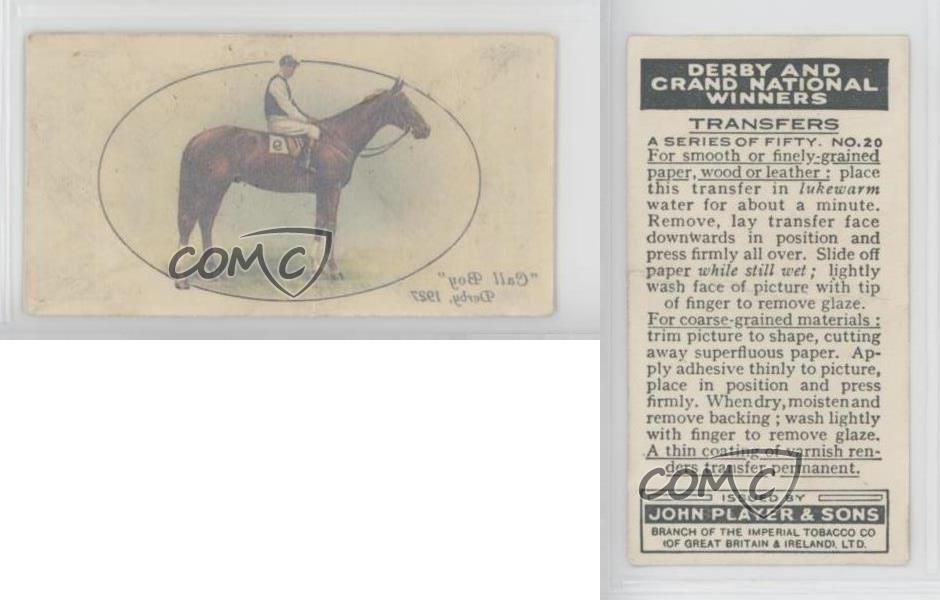 "Call Boy"
Derby, 1927
COMC
DERBY AND
GRAND NATIONAL
WINNERS
TRANSFERS
A SERIES OF FIFTY. NO.20
For smooth or finely-grained
paper, wood or leather : place
this transfer in lukewarm
water for about a minute.
Remove, lay transfer face
downwards in position and
press firmly all over. Slide off
paper while still wet ; lightly
wash face of picture with tip
of finger to remove glaze.
For coarse-grained materials :
trim picture to shape, cutting
away superfluous paper. Ap-
ply adhesive thinly to picture,
place in position and press
firmly. When dry, moisten and
remove backing ; wash lightly
with finger to remove glaze.
A thin coating of varnish ren-
ders transfer permanent.
COMC
ISSUED BY
JOHN PLAYER & SONS
BRANCH OF THE IMPERIAL TOBACCO CO
(OF GREAT BRITAIN & IRELAND), LTD.